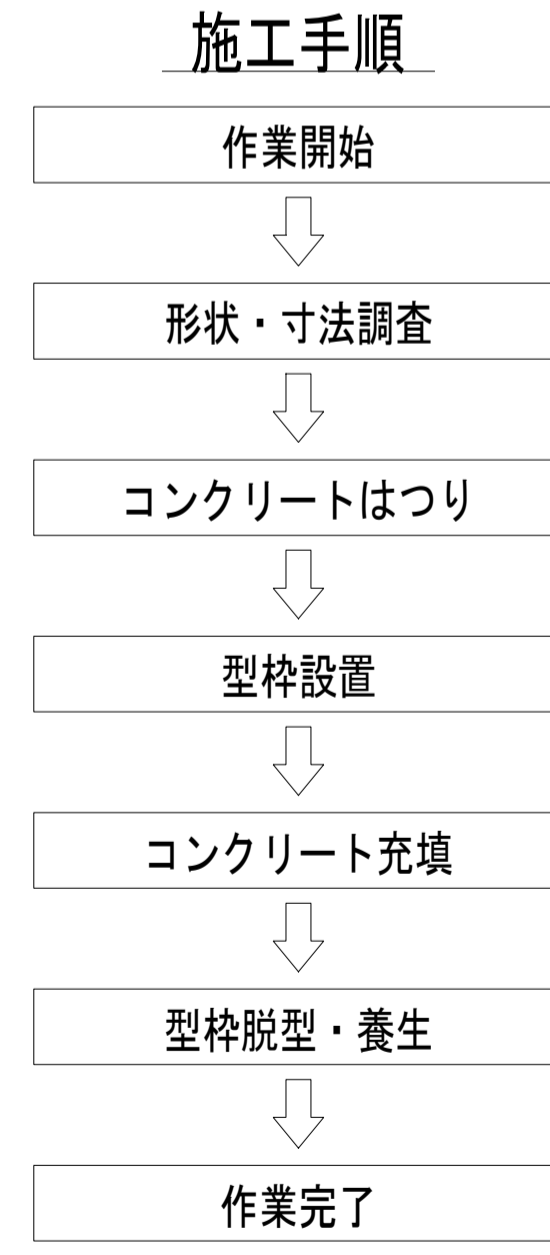 施工手順
作業開始
形状・寸法調査
コンクリートはつり
型枠設置
コンクリート充填
型枠脱型・養生
作業完了